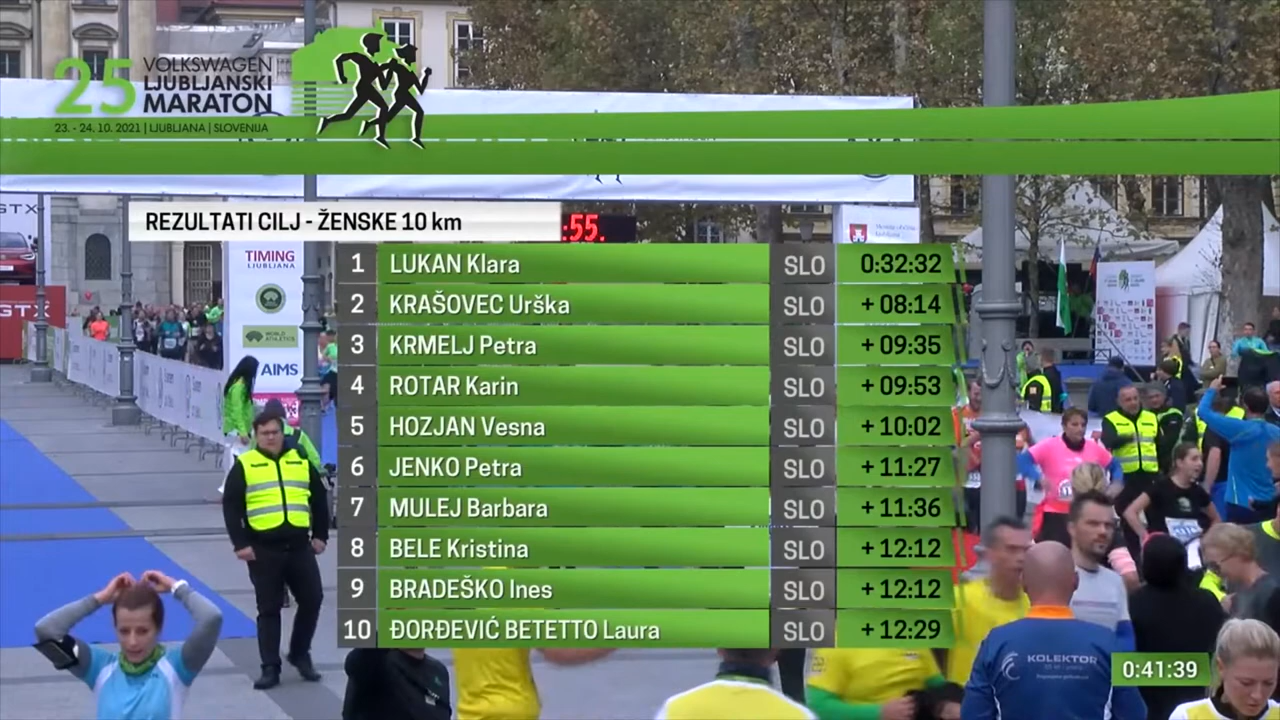 25 VOLKSWAGEN
LJUBLJANSKI
MARATON
23. - 24. 10. 2021 | LJUBLJANA | SLOVENIJA
REZULTATI CILJ - ŽENSKE 10 km
:55.
1 LUKAN Klara SLO 0:32:32
2 KRAŠOVEC Urška SLO + 08:14
3 KRMELJ Petra SLO + 09:35
4 ROTAR Karin SLO + 09:53
5 HOZJAN Vesna SLO + 10:02
6 JENKO Petra SLO + 11:27
7 MULEJ Barbara SLO + 11:36
8 BELE Kristina SLO + 12:12
9 BRADEŠKO Ines SLO + 12:12
10 ĐORĐEVIĆ BETETTO Laura SLO + 12:29
GTX
TIMING
LJUBLJANA
GTX
AIMS
KOLEKTOR
0:41:39